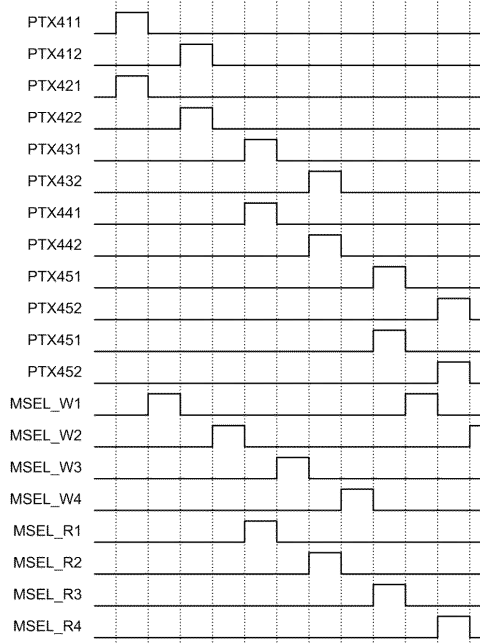 PTX411
PTX412
PTX421
PTX422
PTX431
PTX432
PTX441
PTX442
PTX451
PTX452
PTX451
PTX452
MSEL_W1
MSEL_W2
MSEL_W3
MSEL_W4
MSEL_R1
MSEL_R2
MSEL_R3
MSEL_R4